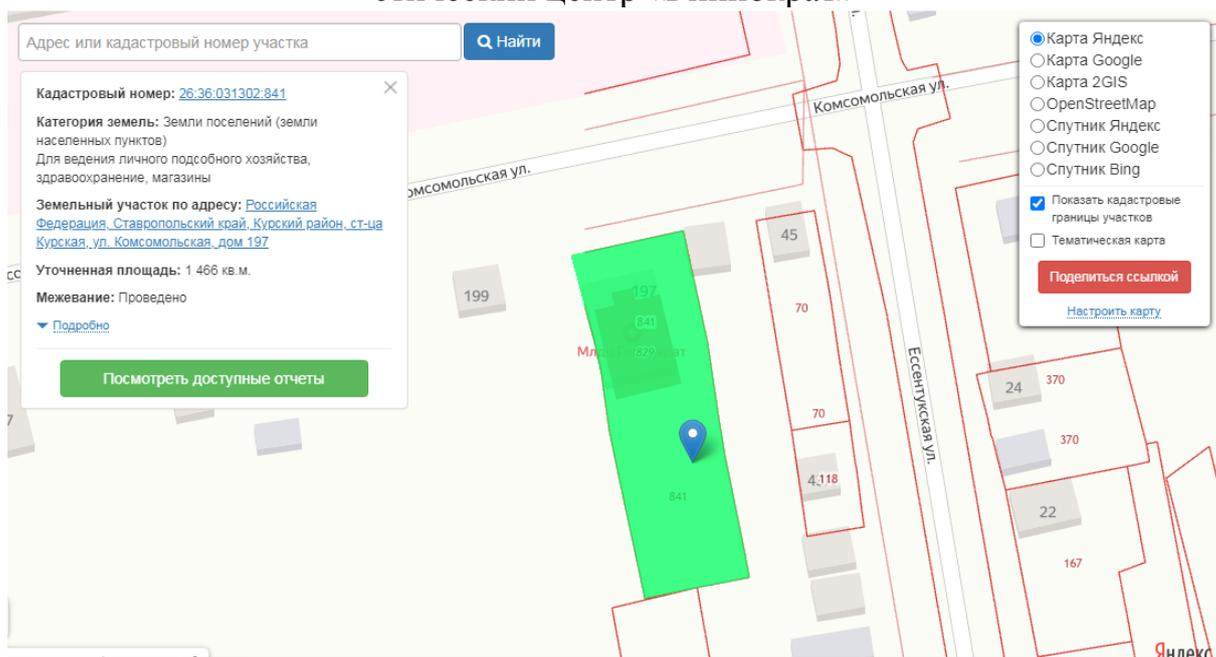 Адрес или кадастровый номер участка
Найти
Кадастровый номер: 26:36:031302:841
Категория земель: Земли поселений (земли
населенных пунктов)
Для ведения личного подсобного хозяйства,
здравоохранение, магазины
Земельный участок по адресу: Российская
Федерация, Ставропольский край, Курский район, ст-ца
Курская, ул. Комсомольская, дом 197
Уточненная площадь: 1 466 кв.м.
Межевание: Проведено
Подробно
Посмотреть доступные отчеты
Карта Яндекс
Карта Google
Карта 2GIS
OpenStreetMap
Спутник Яндекс
Спутник Google
Спутник Bing
Показать кадастровые
границы участков
Тематическая карта
Поделиться ссылкой
Настроить карту
Комсомольская ул.
омсомольская ул.
45
199
197
841
829
70
70
Ессентукская ул.
24
370
370
118
841
22
167
Яндекс